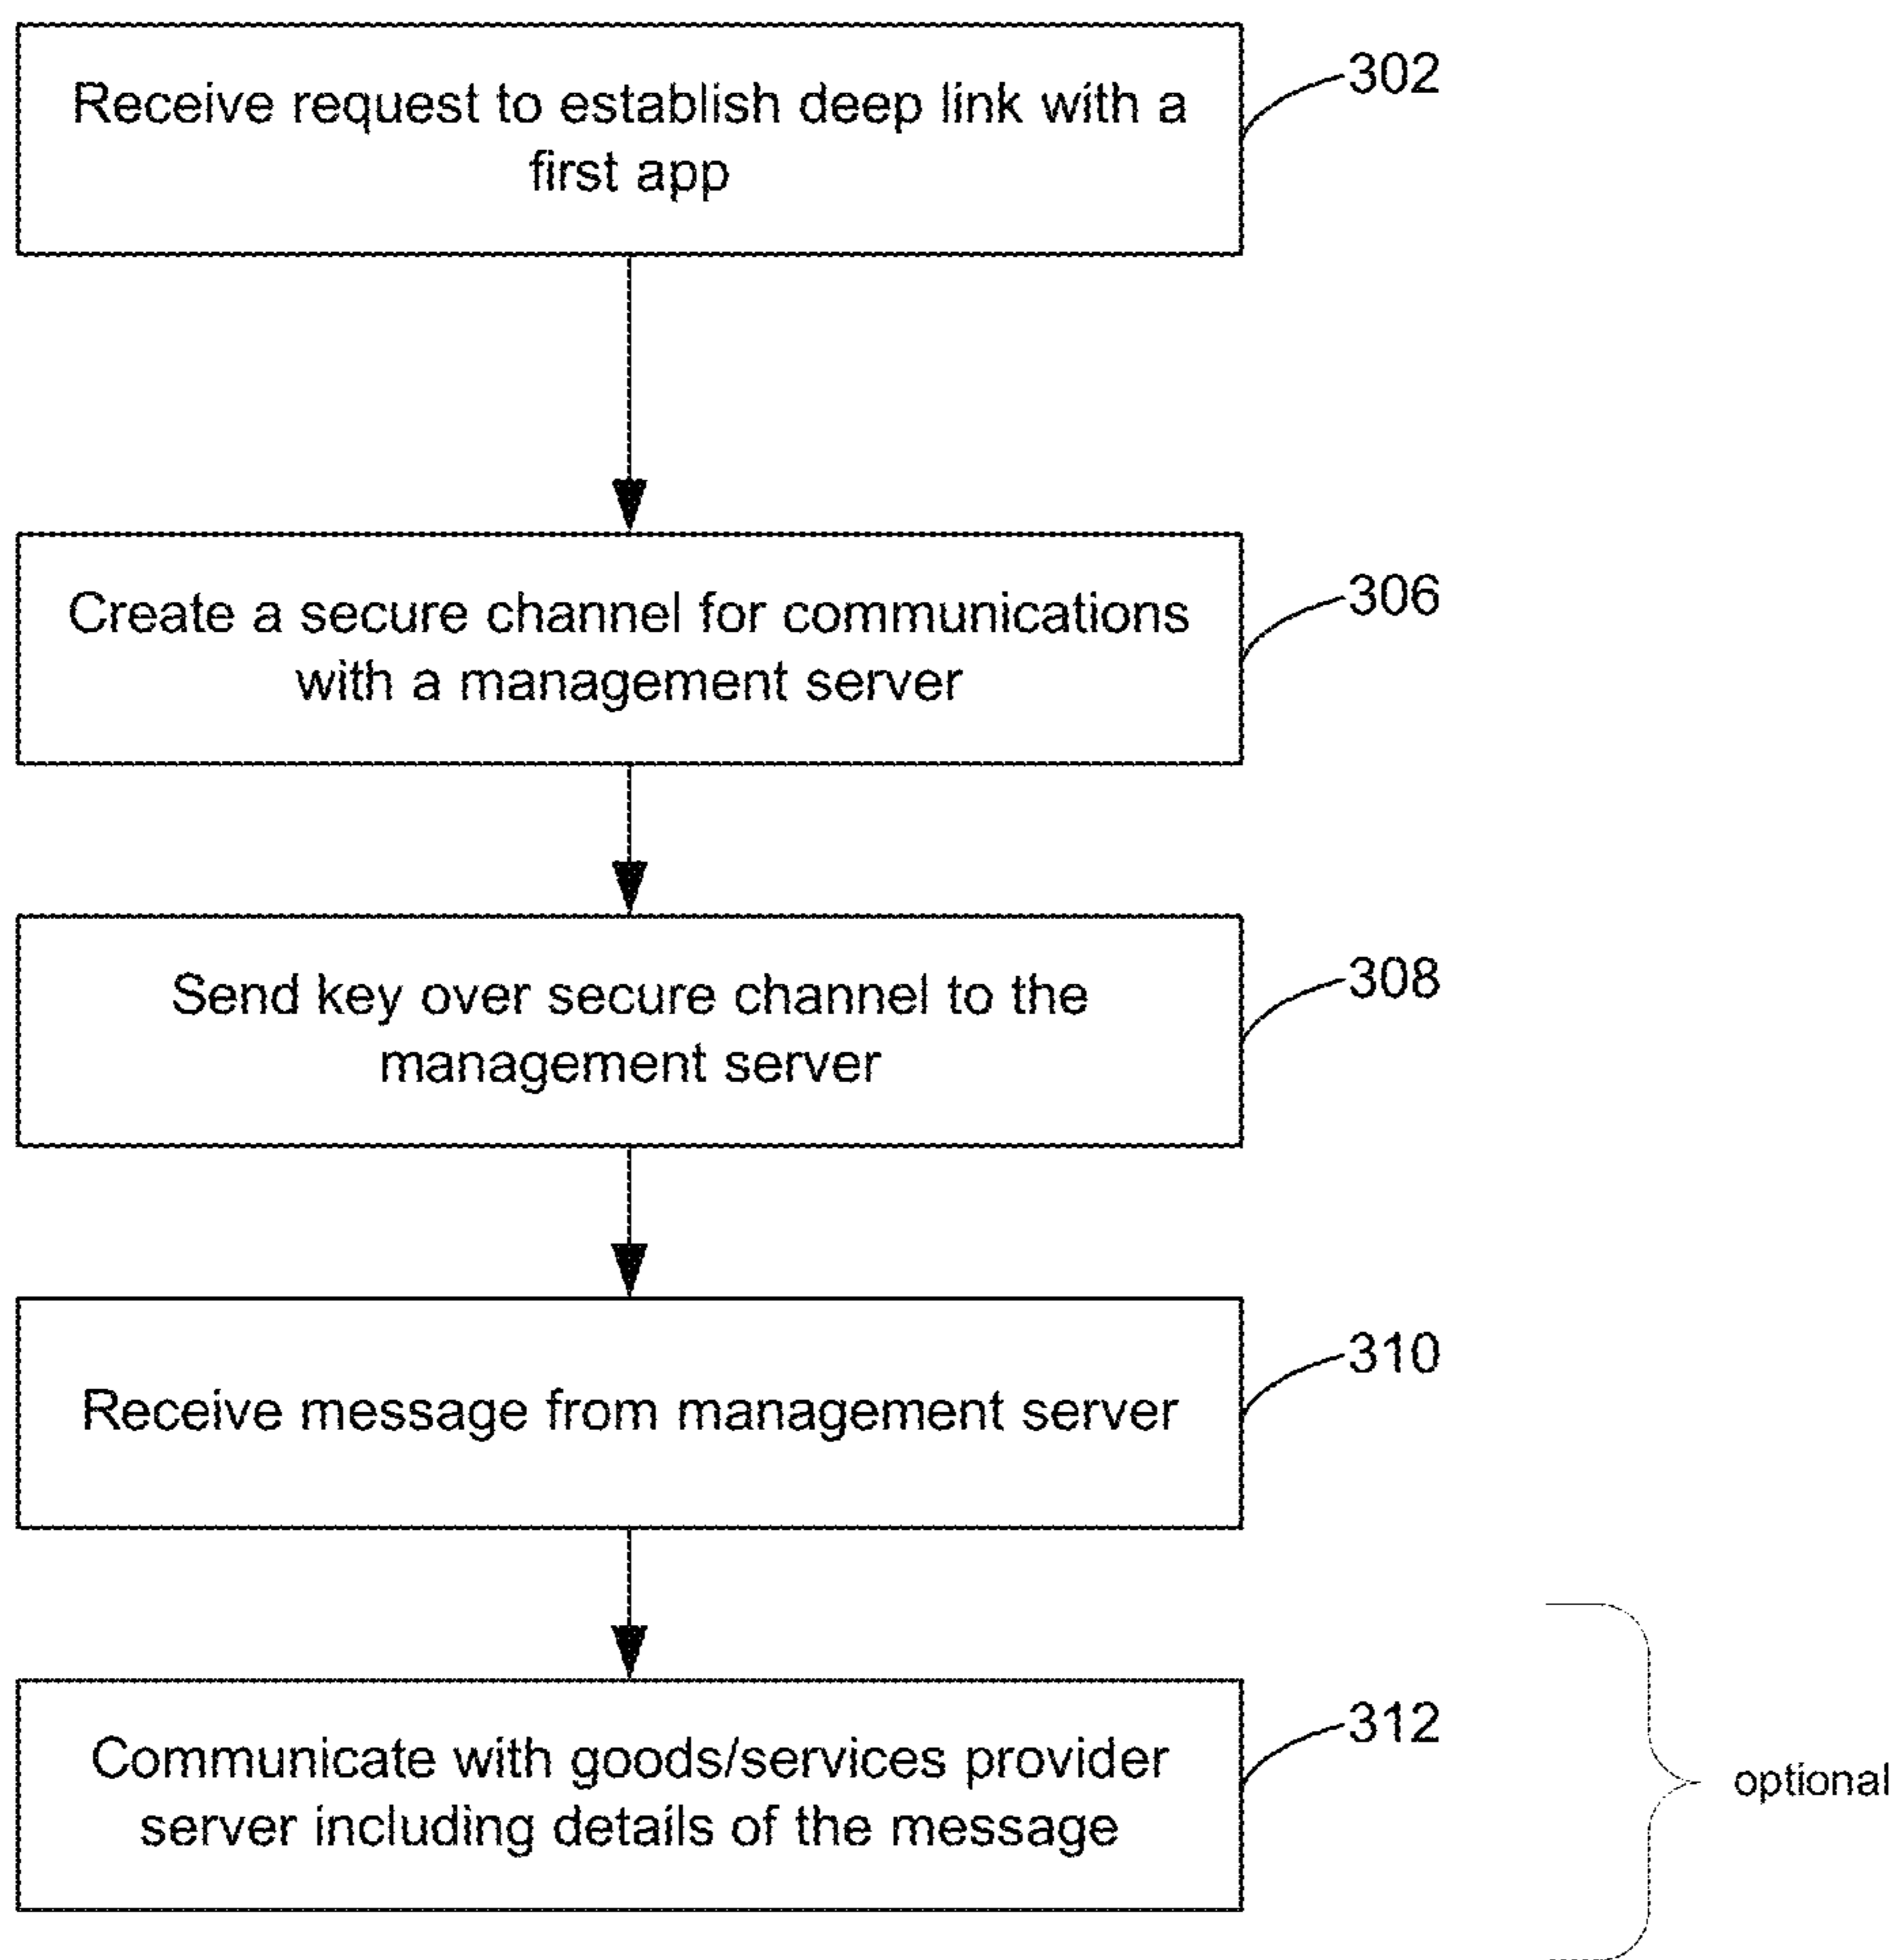 Receive request to establish deep link with a
first app
302
Create a secure channel for communications
with a management server
306
Send key over secure channel to the
management server
308
Receive message from management server
310
Communicate with goods/services provider
server including details of the message
312
optional